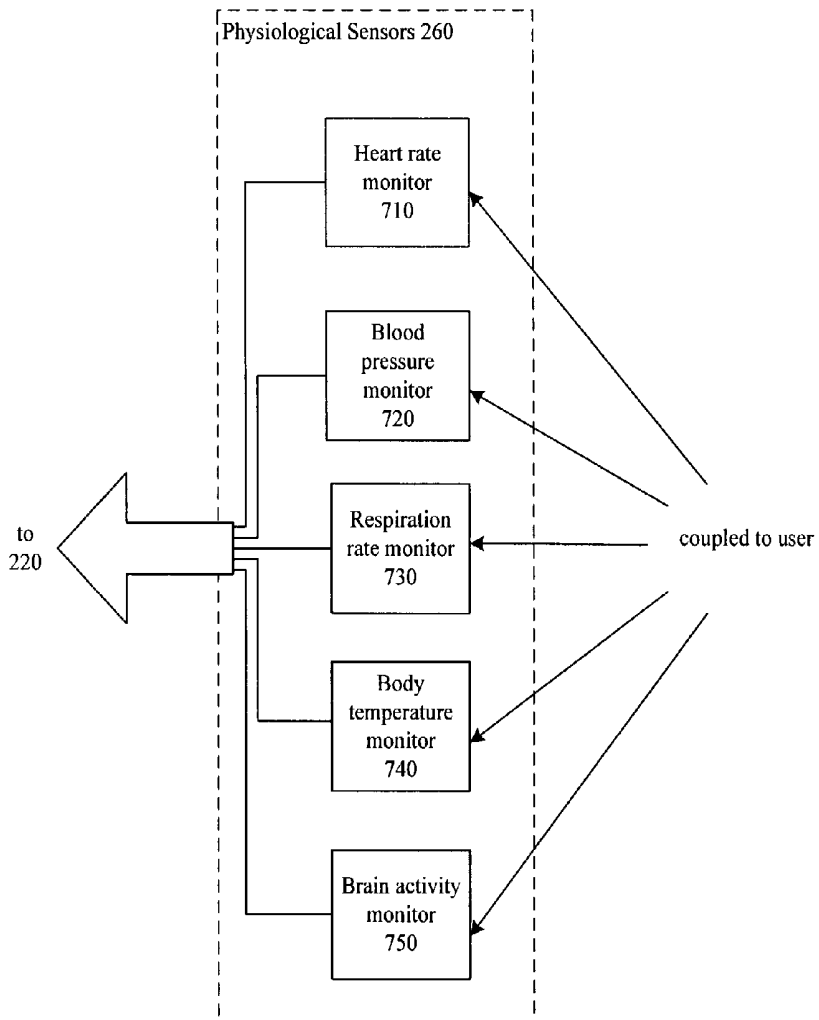 Physiological Sensors 260
Heart rate
monitor
710
Blood
pressure
monitor
720
Respiration
rate monitor
730
Body
temperature
monitor
740
Brain activity
monitor
750
to
220
coupled to user